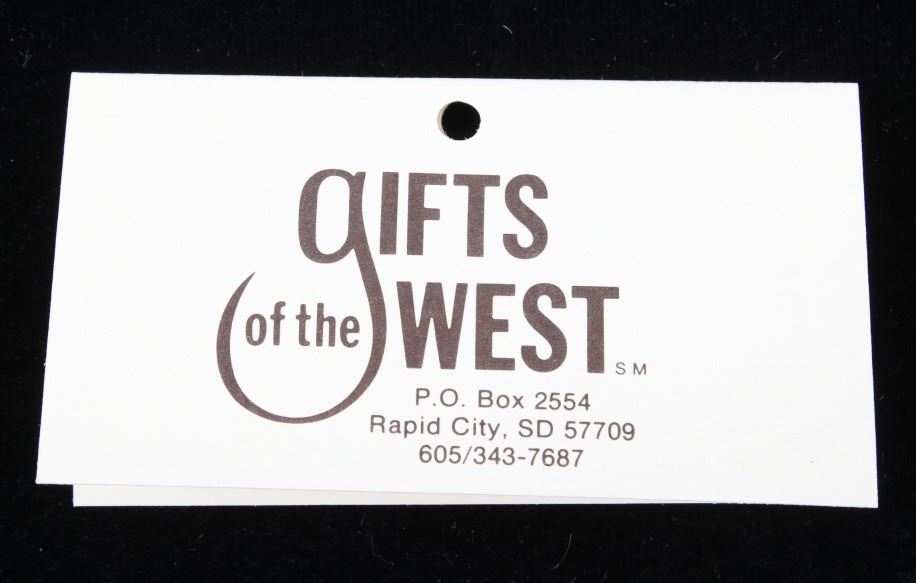 gIFTS
of the WEST SM
P.O. Box 2554
Rapid City, SD 57709
605/343-7687